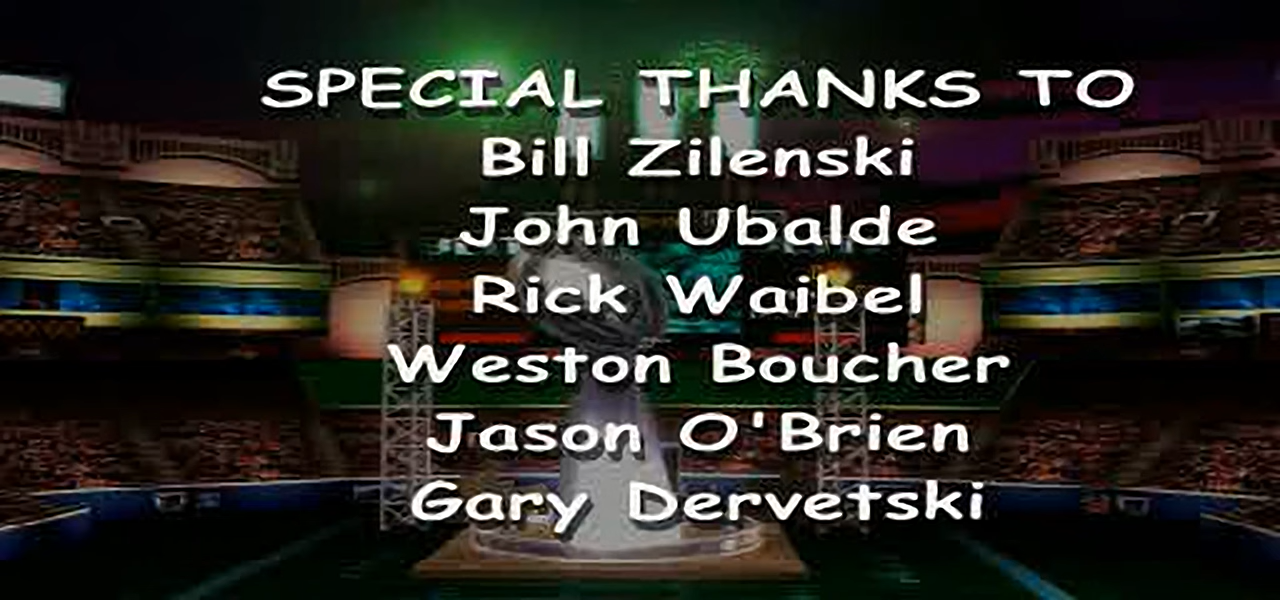 SPECIAL THANKS TO
Bill Zilenski
John Ubalde
Rick Waibel
Weston Boucher
Jason O'Brien
Gary Dervetski